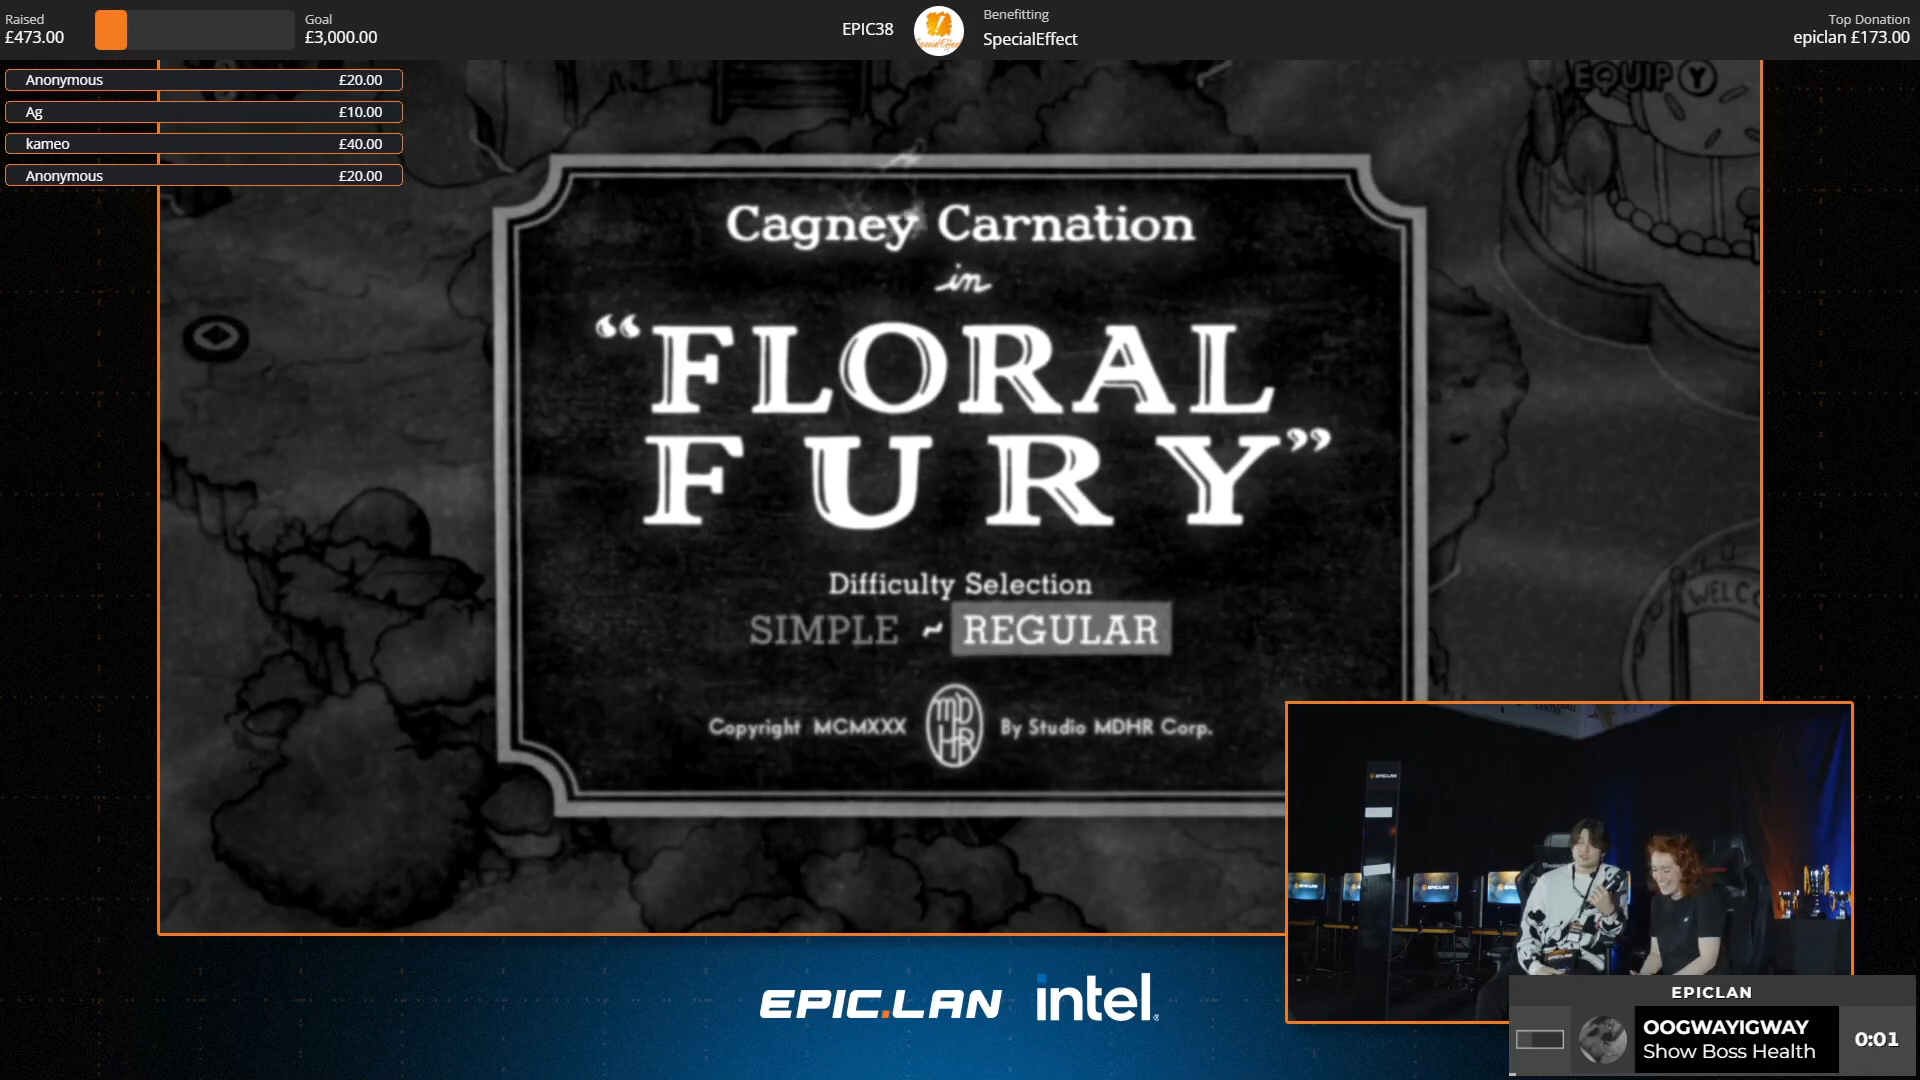 Raised
£473.00
Goal
£3,000.00
EPIC38
Benefitting
SpecialEffect
Top Donation
epiclan £173.00
Anonymous £20.00
Ag £10.00
kameo £40.00
Anonymous £20.00
EQUIP Y
Cagney Carnation
in
“FLORAL
FURY”
Difficulty Selection
SIMPLE ~ REGULAR
Copyright MCMXXX MDHR By Studio MDHR Corp.
EPIC.LAN intel
EPICLAN
OOGWAYIGWAY
Show Boss Health
0:01